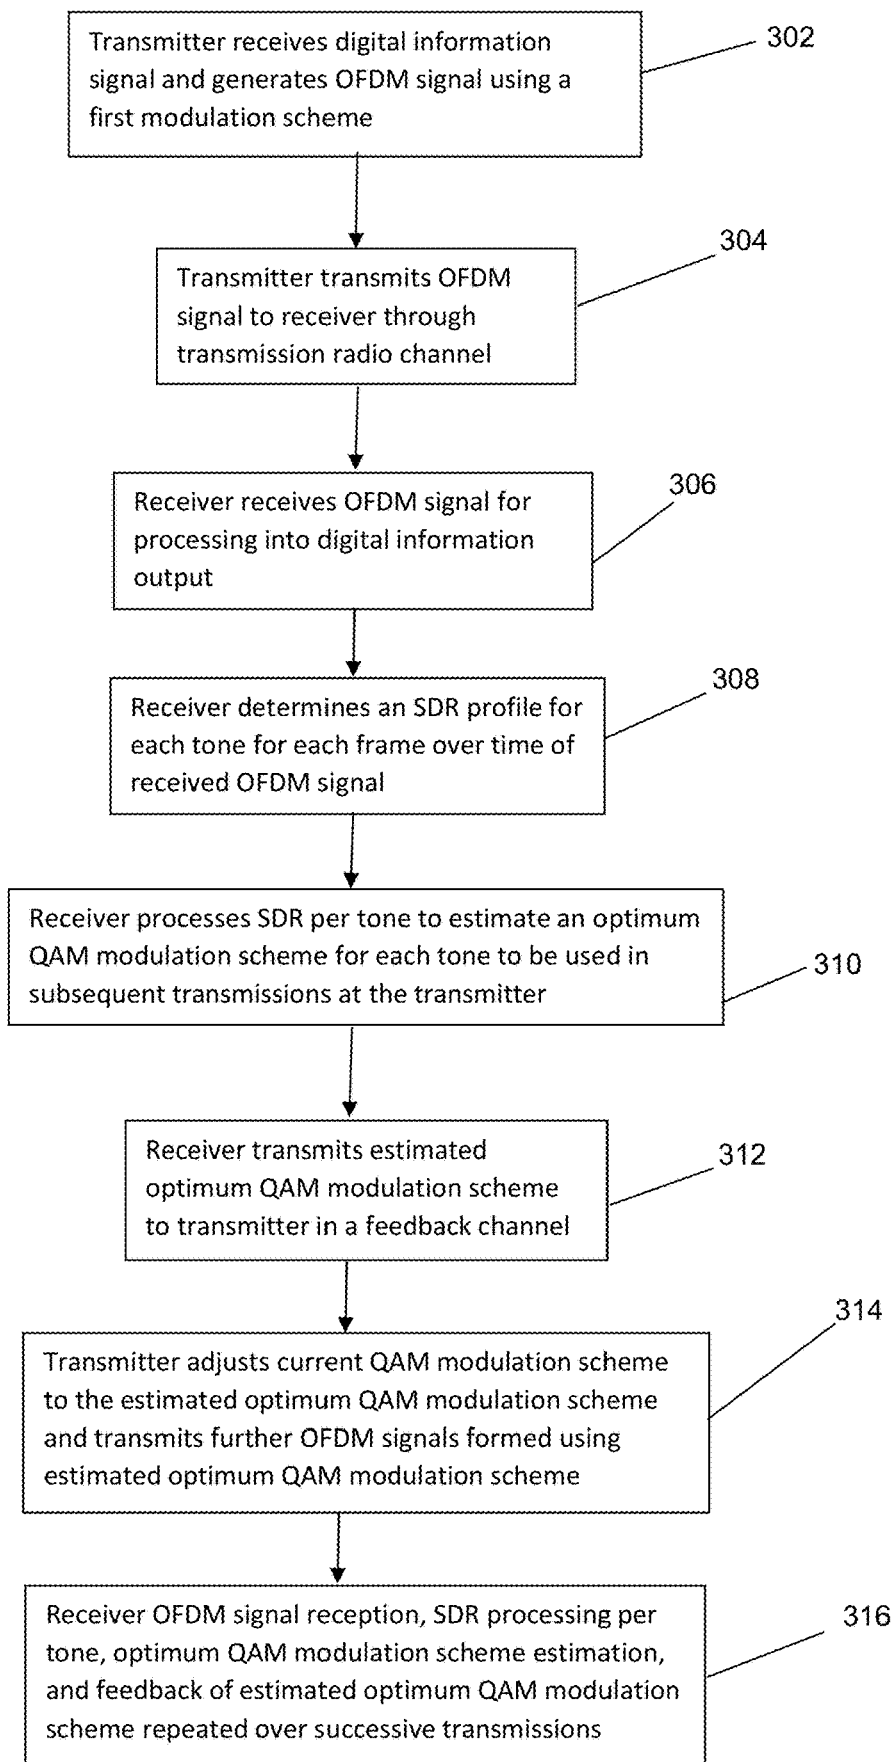 Transmitter receives digital information
signal and generates OFDM signal using a
first modulation scheme
302
Transmitter transmits OFDM
signal to receiver through
transmission radio channel
304
Receiver receives OFDM signal for
processing into digital information
output
306
Receiver determines an SDR profile for
each tone for each frame over time of
received OFDM signal
308
Receiver processes SDR per tone to estimate an optimum
QAM modulation scheme for each tone to be used in
subsequent transmissions at the transmitter
310
Receiver transmits estimated
optimum QAM modulation scheme
to transmitter in a feedback channel
312
Transmitter adjusts current QAM modulation scheme
to the estimated optimum QAM modulation scheme
and transmits further OFDM signals formed using
estimated optimum QAM modulation scheme
314
Receiver OFDM signal reception, SDR processing per
tone, optimum QAM modulation scheme estimation,
and feedback of estimated optimum QAM modulation
scheme repeated over successive transmissions
316